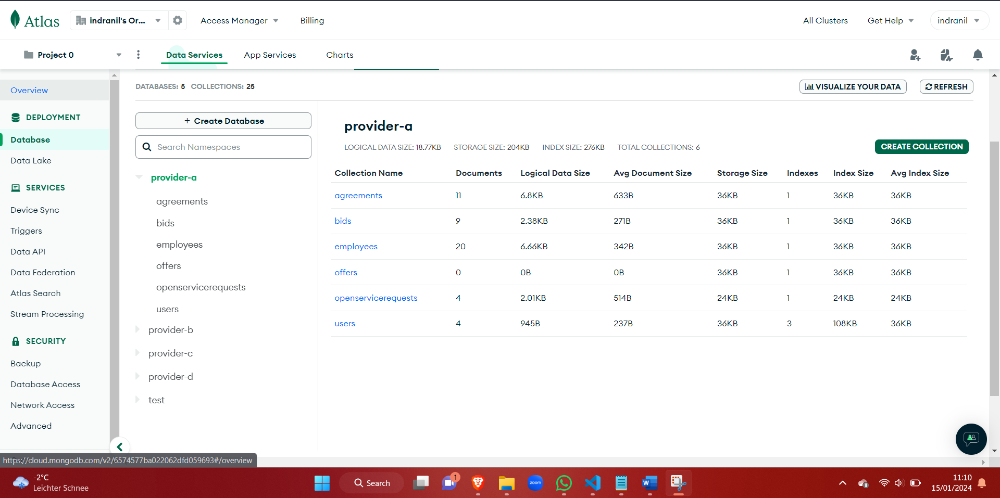 Atlas
indranil's Or...
Access Manager
Billing
All Clusters
Get Help
indranil
Project 0
Data Services
App Services
Charts
Overview
DEPLOYMENT
Database
Data Lake
SERVICES
Device Sync
Triggers
Data API
Data Federation
Atlas Search
Stream Processing
SECURITY
Backup
Database Access
Network Access
Advanced
DATABASES: 5 COLLECTIONS: 25
VISUALIZE YOUR DATA
REFRESH
+ Create Database
Search Namespaces
provider-a
agreements
bids
employees
offers
openservicerequests
users
provider-b
provider-c
provider-d
test
provider-a
LOGICAL DATA SIZE: 18.77KB STORAGE SIZE: 204KB INDEX SIZE: 276KB TOTAL COLLECTIONS: 6
CREATE COLLECTION
Collection Name Documents Logical Data Size Avg Document Size Storage Size Indexes Index Size Avg Index Size
agreements 11 6.8KB 633B 36KB 1 36KB 36KB
bids 9 2.38KB 271B 36KB 1 36KB 36KB
employees 20 6.66KB 342B 36KB 1 36KB 36KB
offers 0 0B 0B 36KB 1 36KB 36KB
openservicerequests 4 2.01KB 514B 24KB 1 24KB 24KB
users 4 945B 237B 36KB 3 108KB 36KB
https://cloud.mongodb.com/v2/6574577ba022062dfd059693#/overview
-2°C
Leichter Schnee
Search
1
zoom
W
11:10
15/01/2024